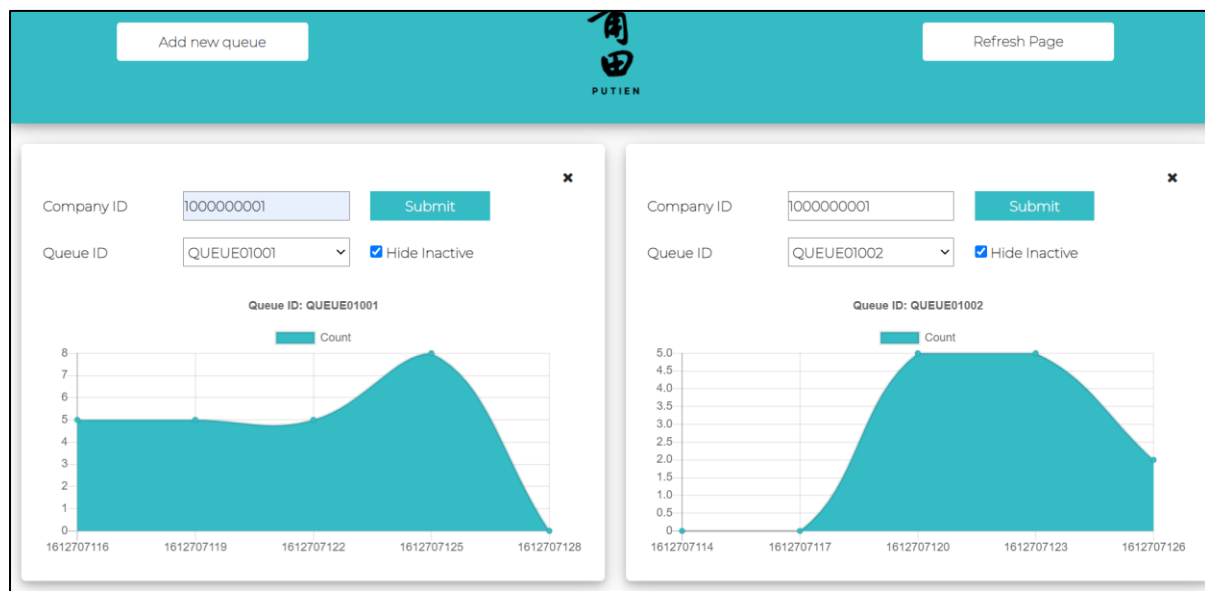 Add new queue
田
PUTIEN
Refresh Page
Company ID
1000000001
Submit
Queue ID
QUEUE01001
Hide Inactive
Queue ID: QUEUE01001
Count
8
7
6
5
4
3
2
1
0
1612707116
1612707119
1612707122
1612707125
1612707128
Company ID
1000000001
Submit
Queue ID
QUEUE01002
Hide Inactive
Queue ID: QUEUE01002
Count
5.0
4.5
4.0
3.5
3.0
2.5
2.0
1.5
1.0
0.5
0
1612707114
1612707117
1612707120
1612707123
1612707126